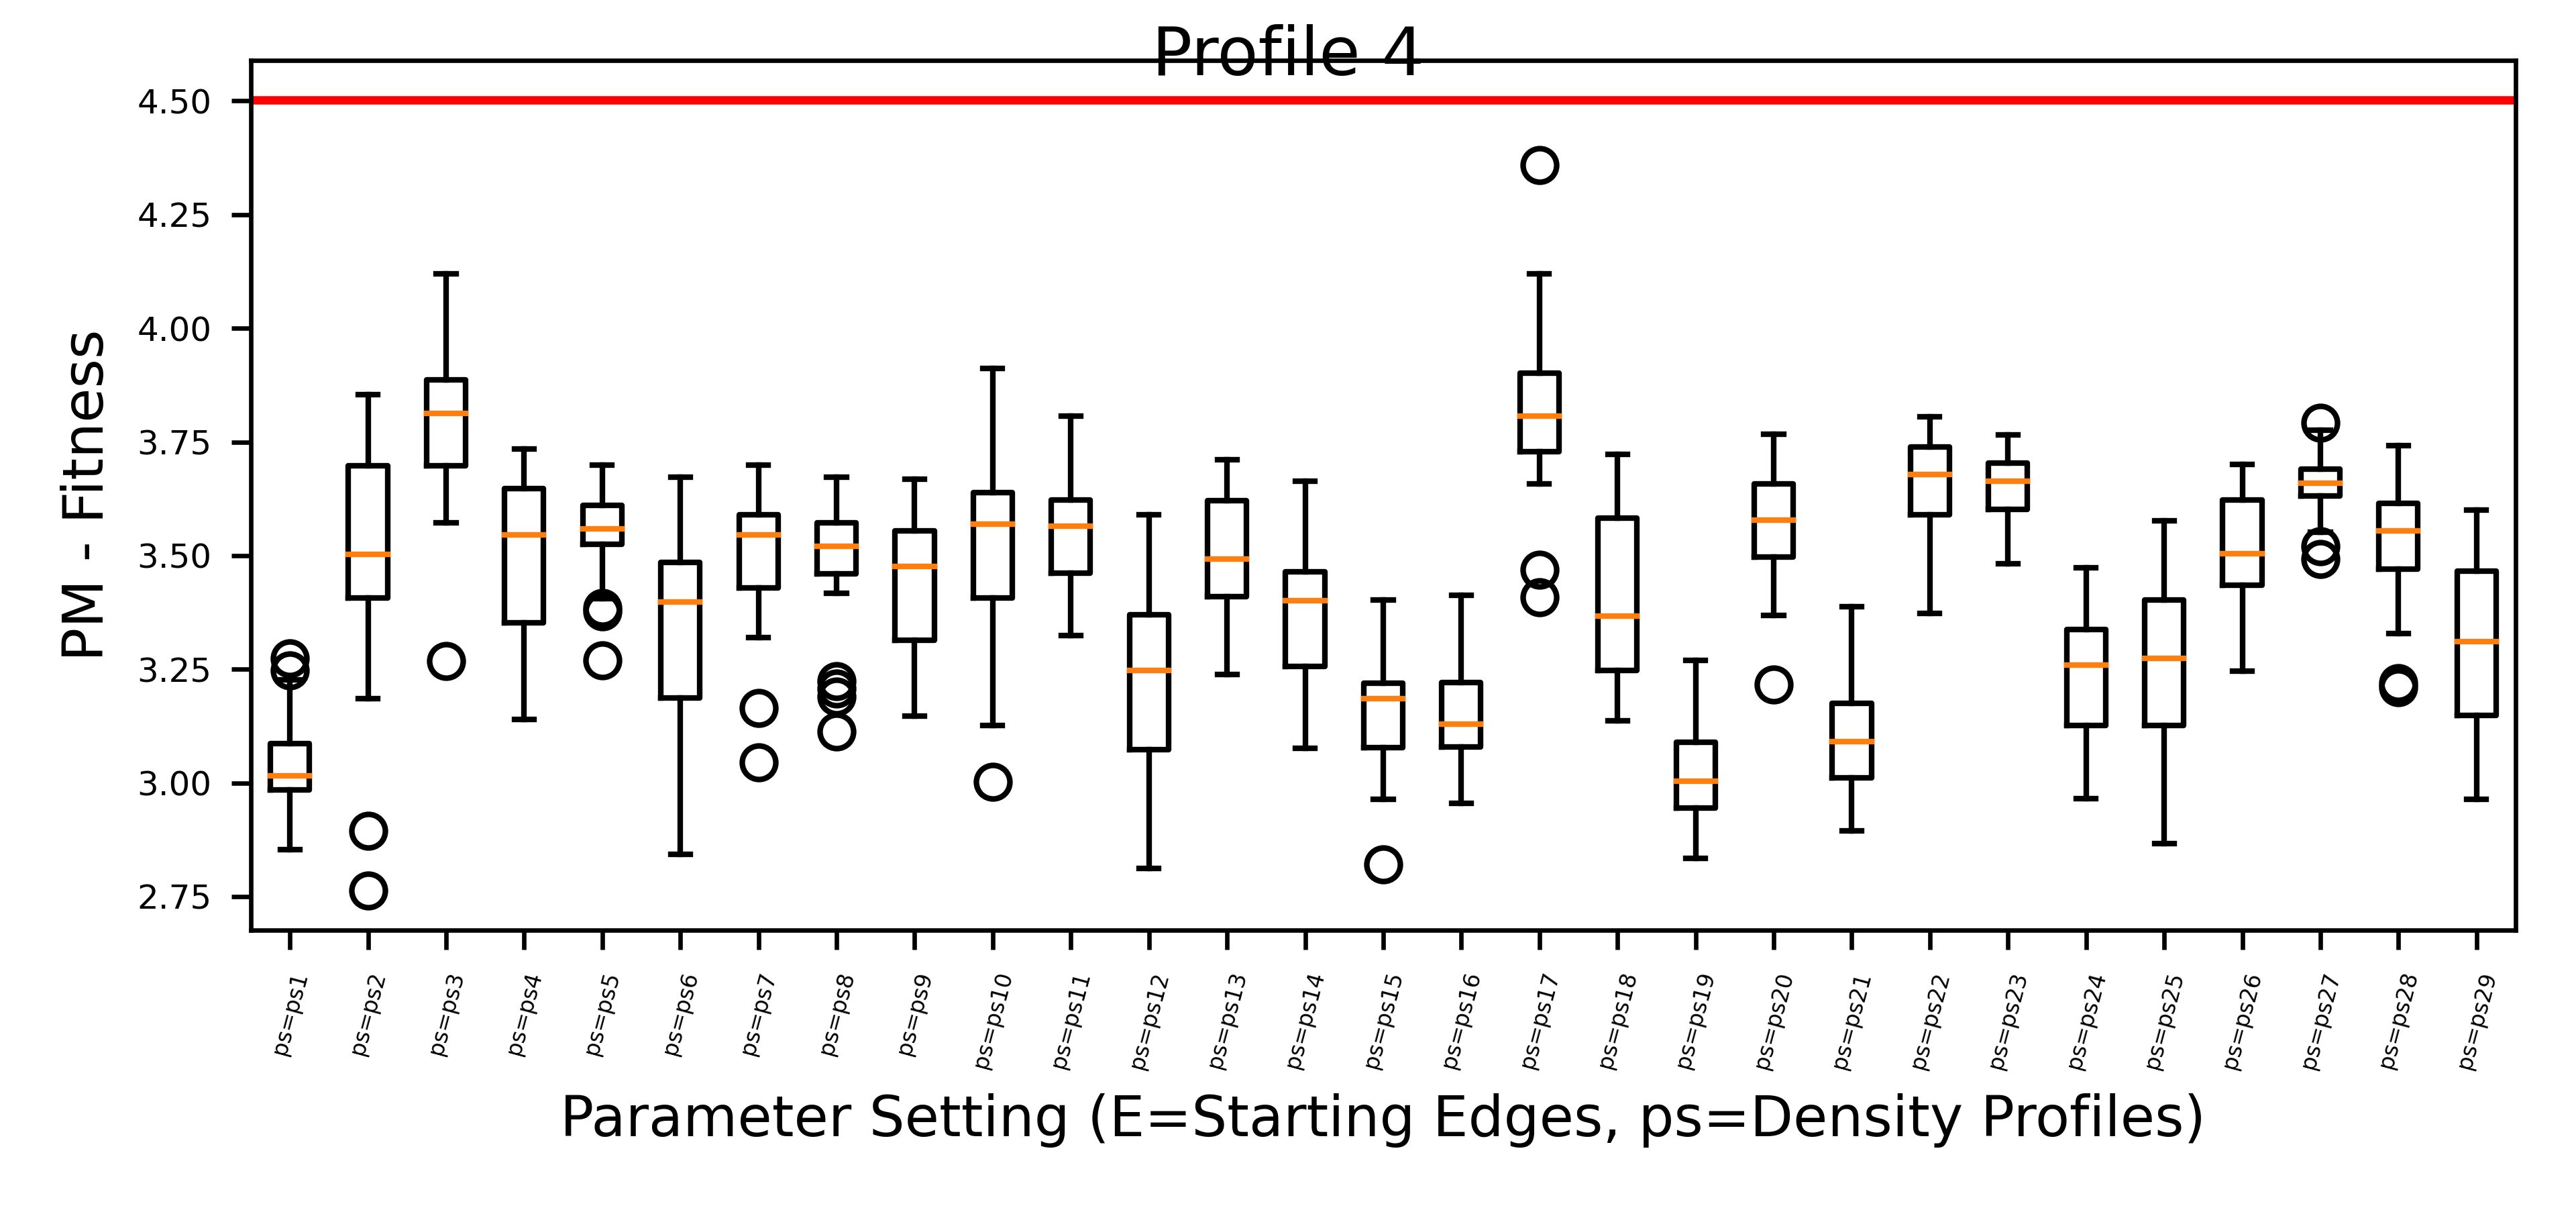 Profile 4
PM - Fitness
4.50
4.25
4.00
3.75
3.50
3.25
3.00
2.75
ps=ps1
ps=ps2
ps=ps3
ps=ps4
ps=ps5
ps=ps6
ps=ps7
ps=ps8
ps=ps9
ps=ps10
ps=ps11
ps=ps12
ps=ps13
ps=ps14
ps=ps15
ps=ps16
ps=ps17
ps=ps18
ps=ps19
ps=ps20
ps=ps21
ps=ps22
ps=ps23
ps=ps24
ps=ps25
ps=ps26
ps=ps27
ps=ps28
ps=ps29
Parameter Setting (E=Starting Edges, ps=Density Profiles)